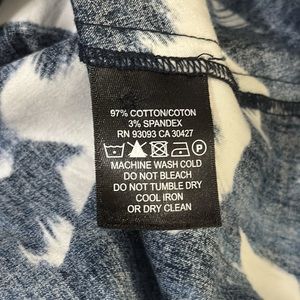 97% COTTON/COTON
3% SPANDEX
RN 93093 CA 30427
P
MACHINE WASH COLD
DO NOT BLEACH
DO NOT TUMBLE DRY
COOL IRON
OR DRY CLEAN